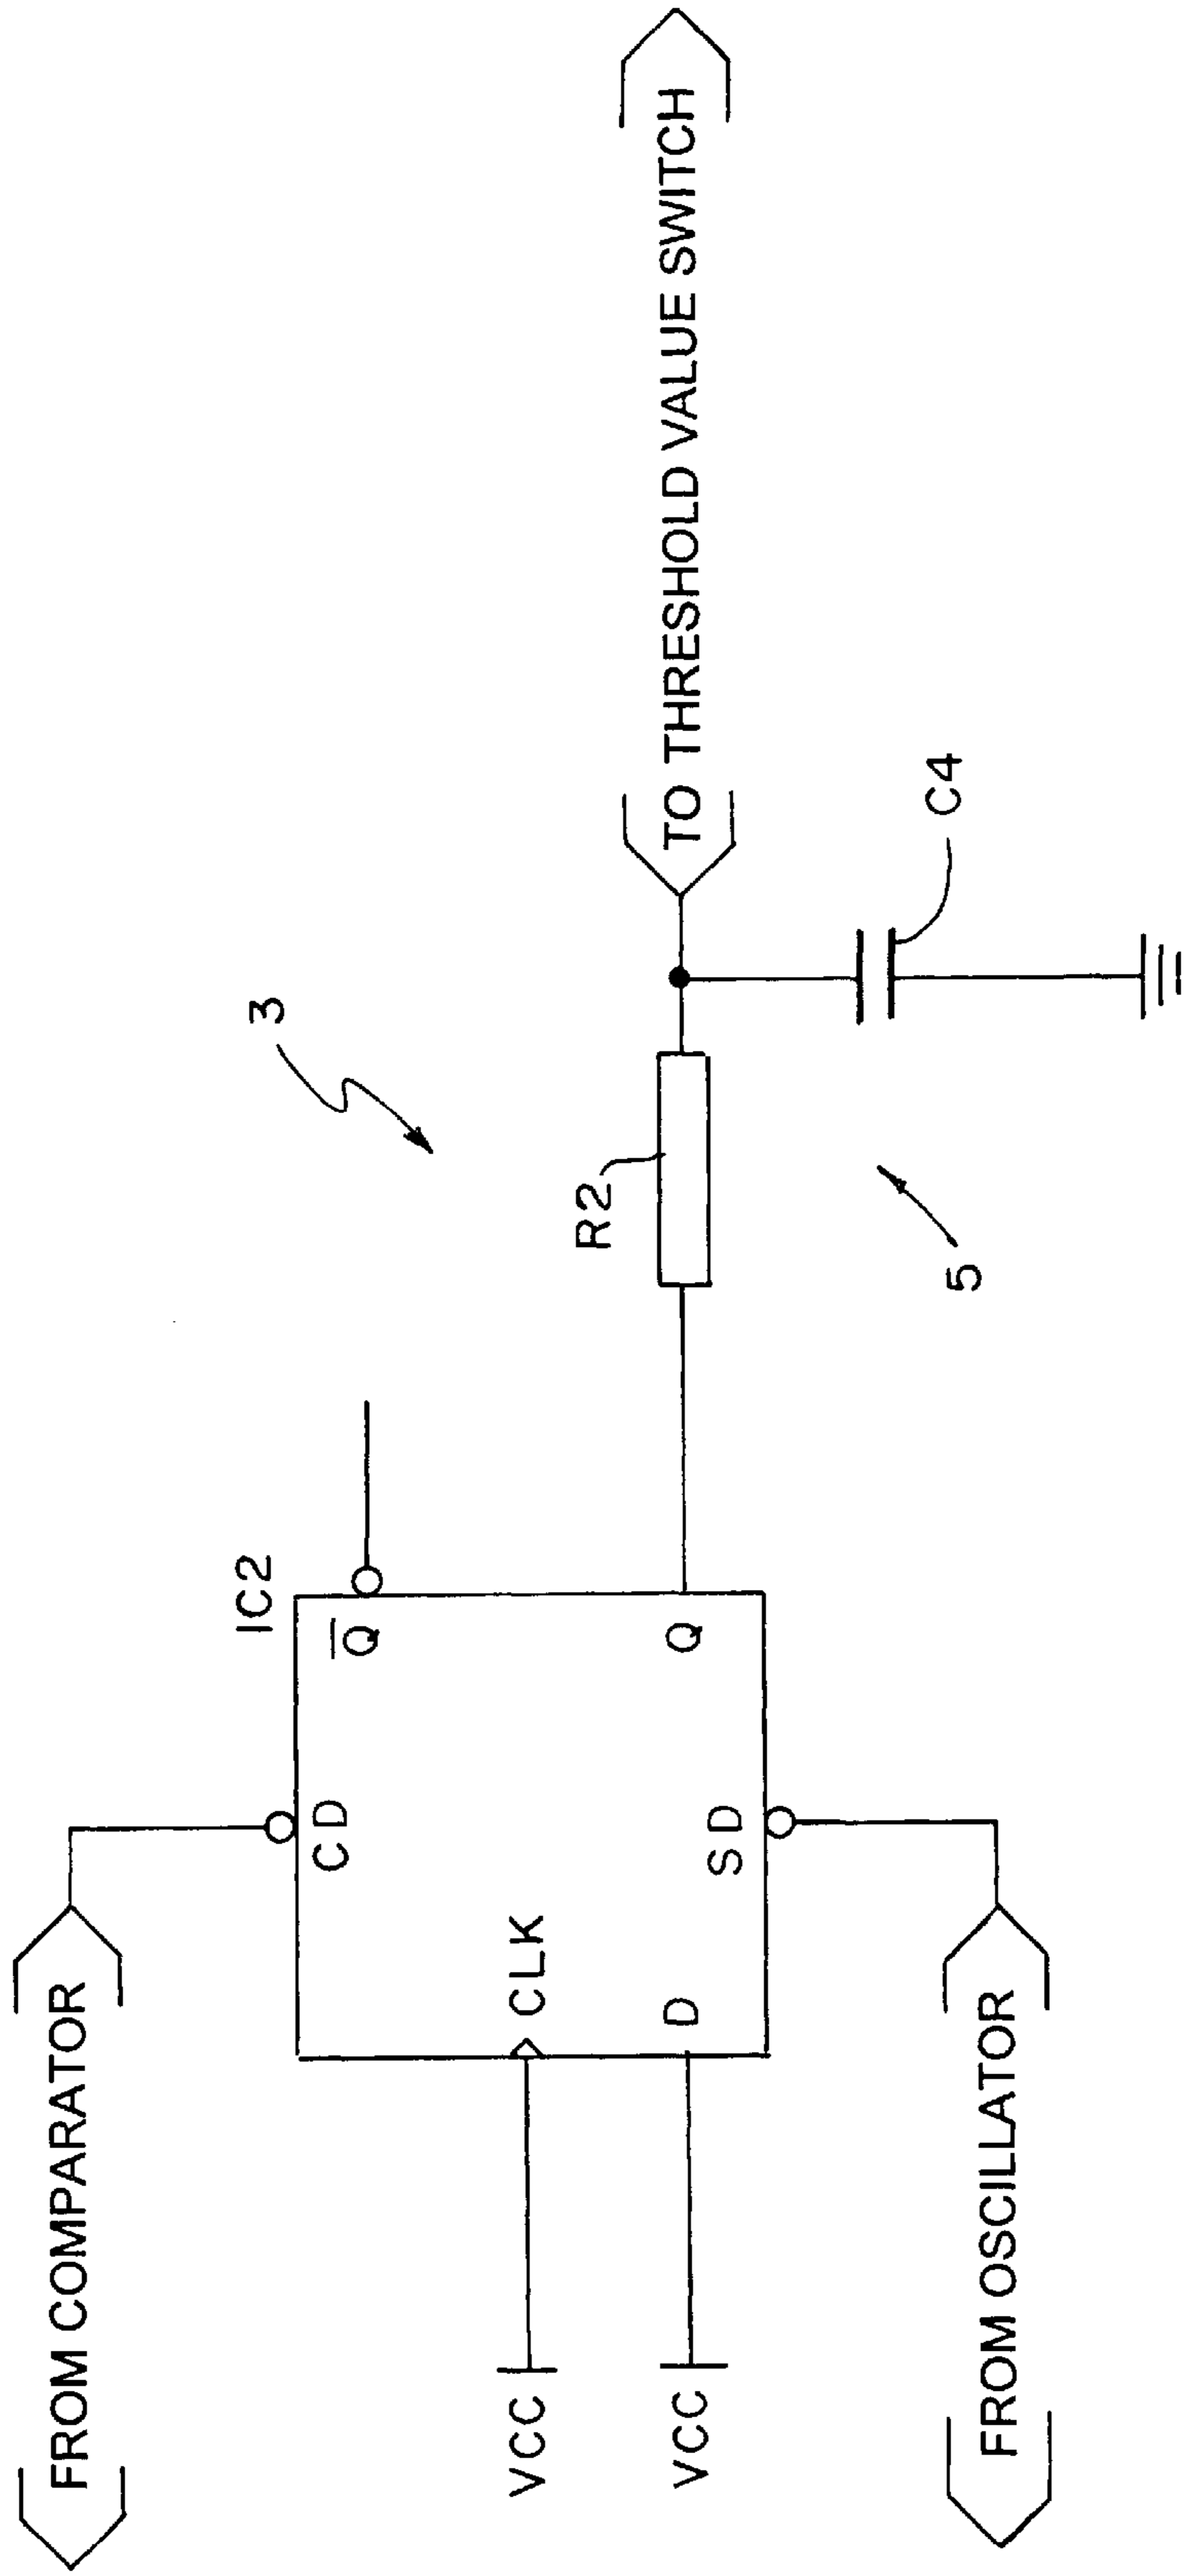 FROM COMPARATOR
IC2
3
CD
Q̅
VCC
CLK
R2
VCC
D
Q
TO THRESHOLD VALUE SWITCH
SD
5
C4
FROM OSCILLATOR